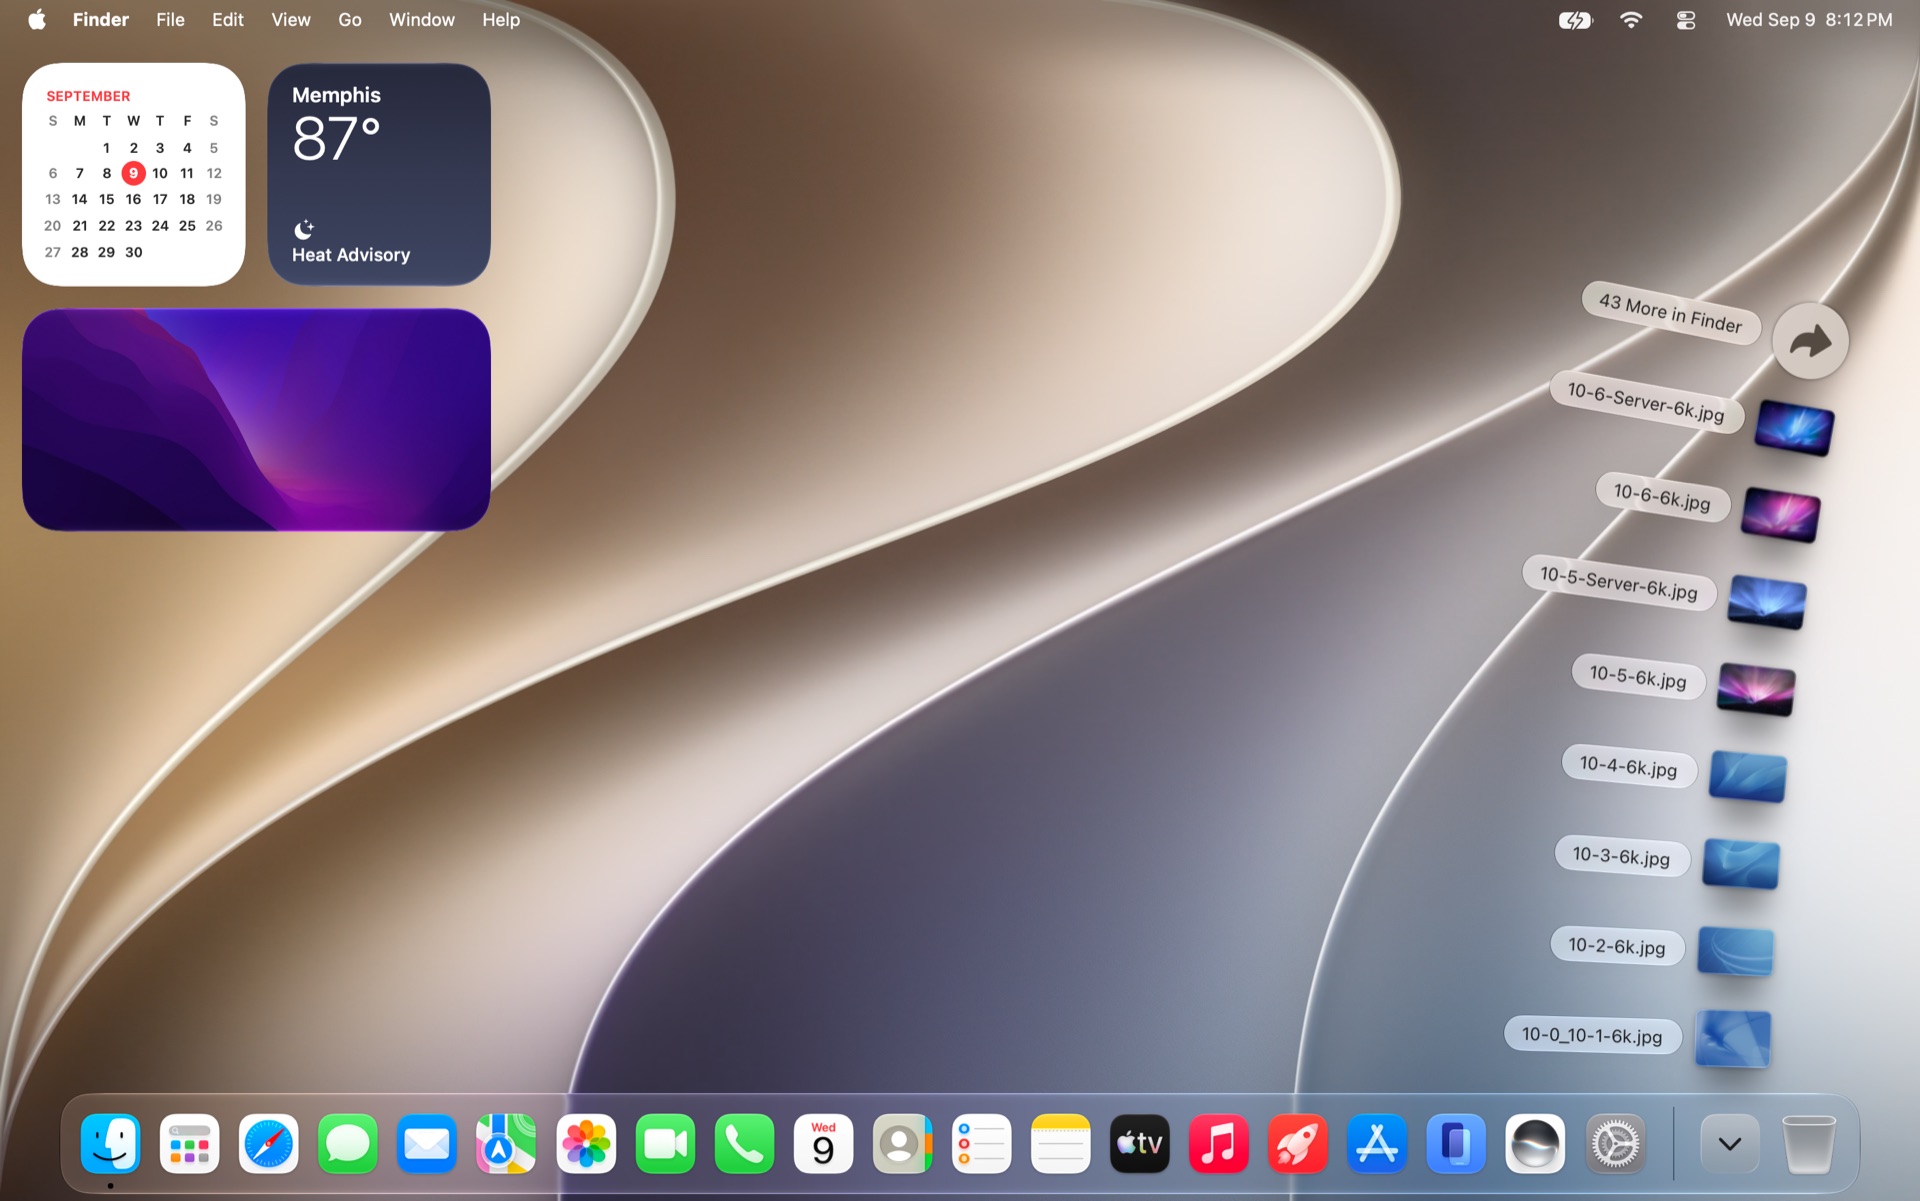 Finder File Edit View Go Window Help
Wed Sep 9 8:12 PM
SEPTEMBER
S M T W T F S
1 2 3 4 5
6 7 8 9 10 11 12
13 14 15 16 17 18 19
20 21 22 23 24 25 26
27 28 29 30
Memphis
87°
Heat Advisory
43 More in Finder
10-6-Server-6k.jpg
10-6-6k.jpg
10-5-Server-6k.jpg
10-5-6k.jpg
10-4-6k.jpg
10-3-6k.jpg
10-2-6k.jpg
10-0_10-1-6k.jpg
Wed
9
tv